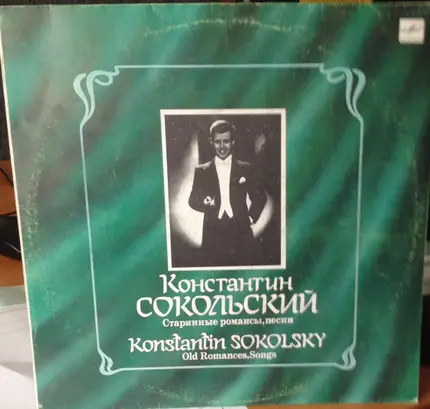 Константин
СОКОЛЬСКИЙ
Старинные романсы, песни
Konstantin SOKOLSKY
Old Romances, Songs